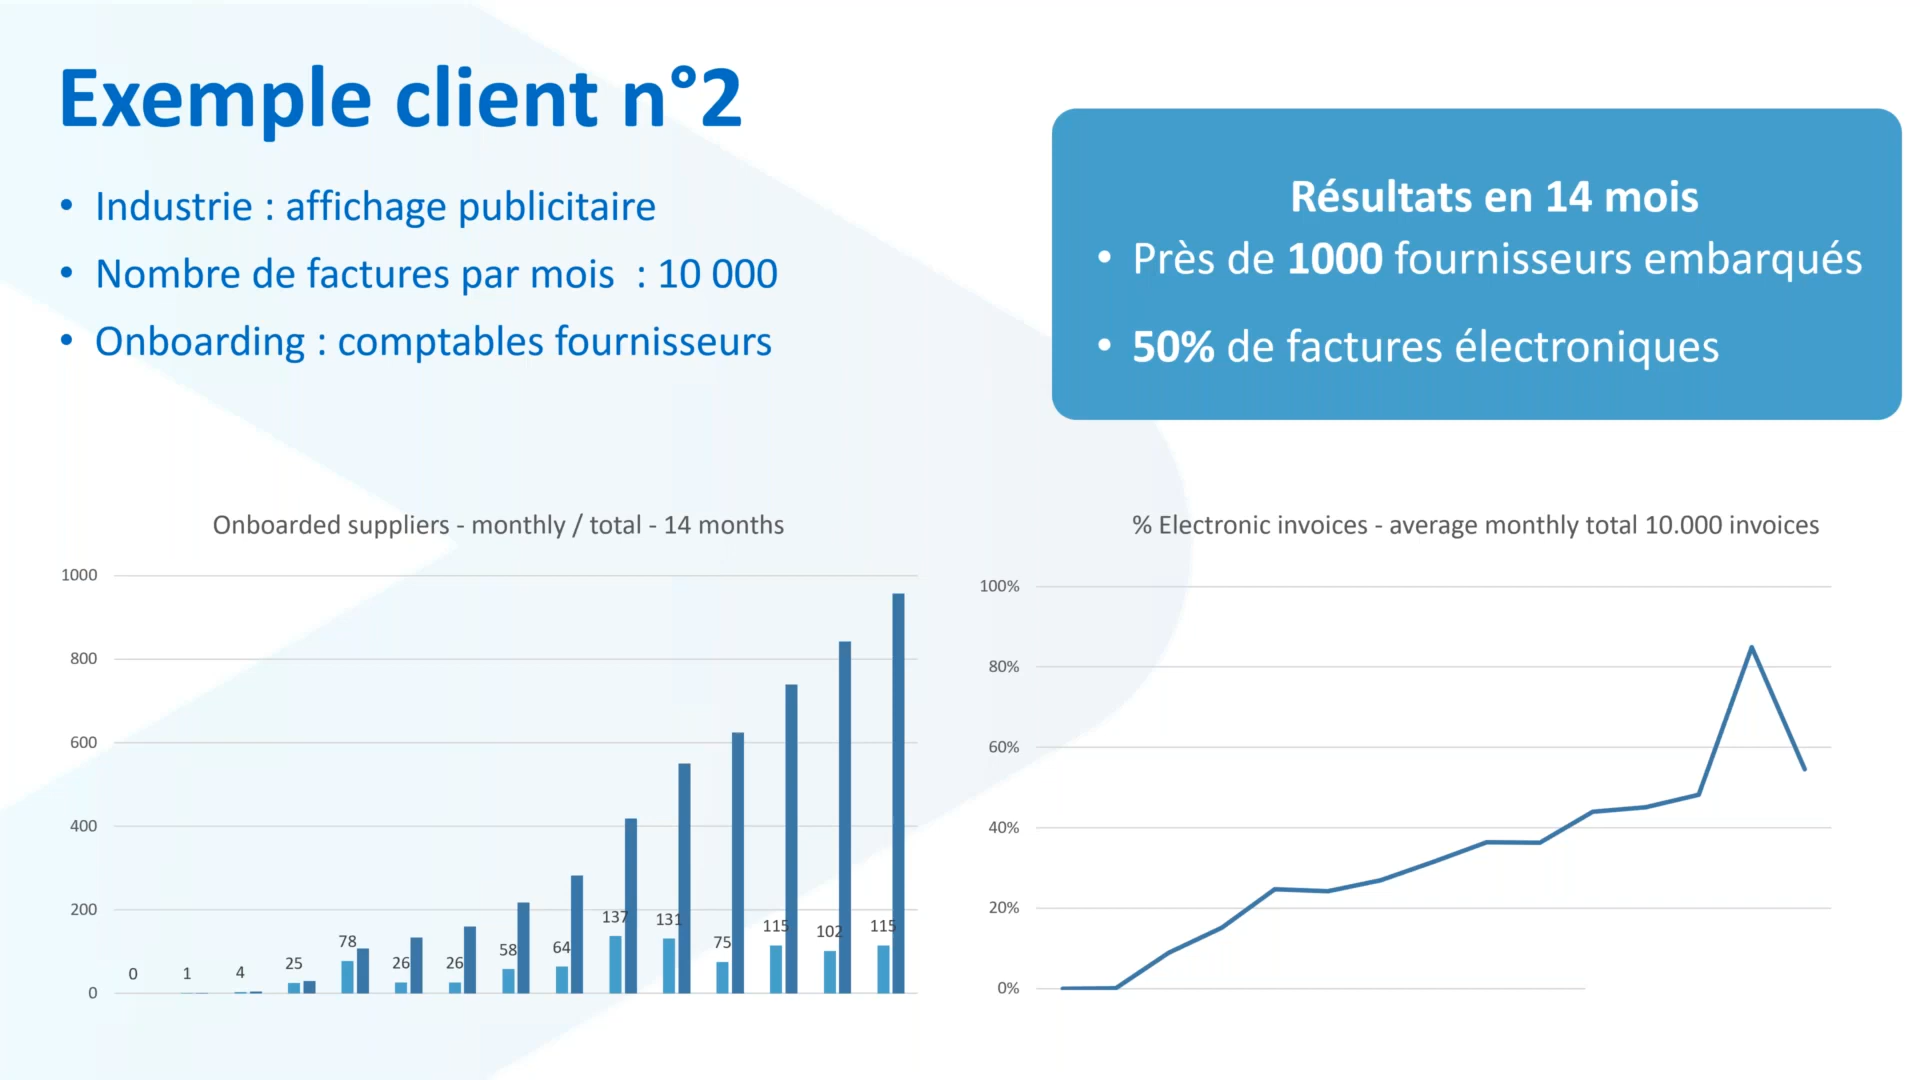 Exemple client n°2
• Industrie : affichage publicitaire
• Nombre de factures par mois : 10 000
• Onboarding : comptables fournisseurs
Résultats en 14 mois
• Près de 1000 fournisseurs embarqués
• 50% de factures électroniques
Onboarded suppliers - monthly / total - 14 months
1000
800
600
400
200
0
0 1 4 25 78 26 26 58 64 137 131 75 115 102 115
% Electronic invoices - average monthly total 10.000 invoices
100%
80%
60%
40%
20%
0%